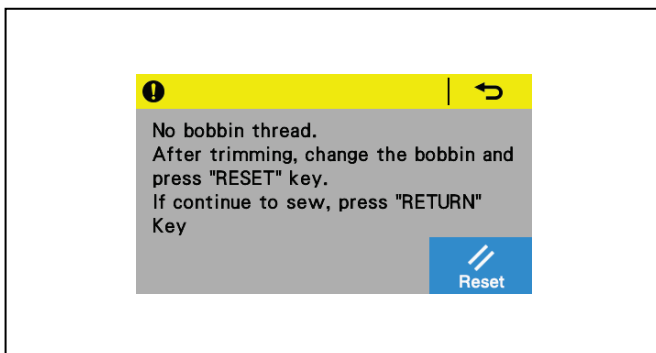 No bobbin thread.
After trimming, change the bobbin and
press "RESET" key.
If continue to sew, press "RETURN"
Key
Reset